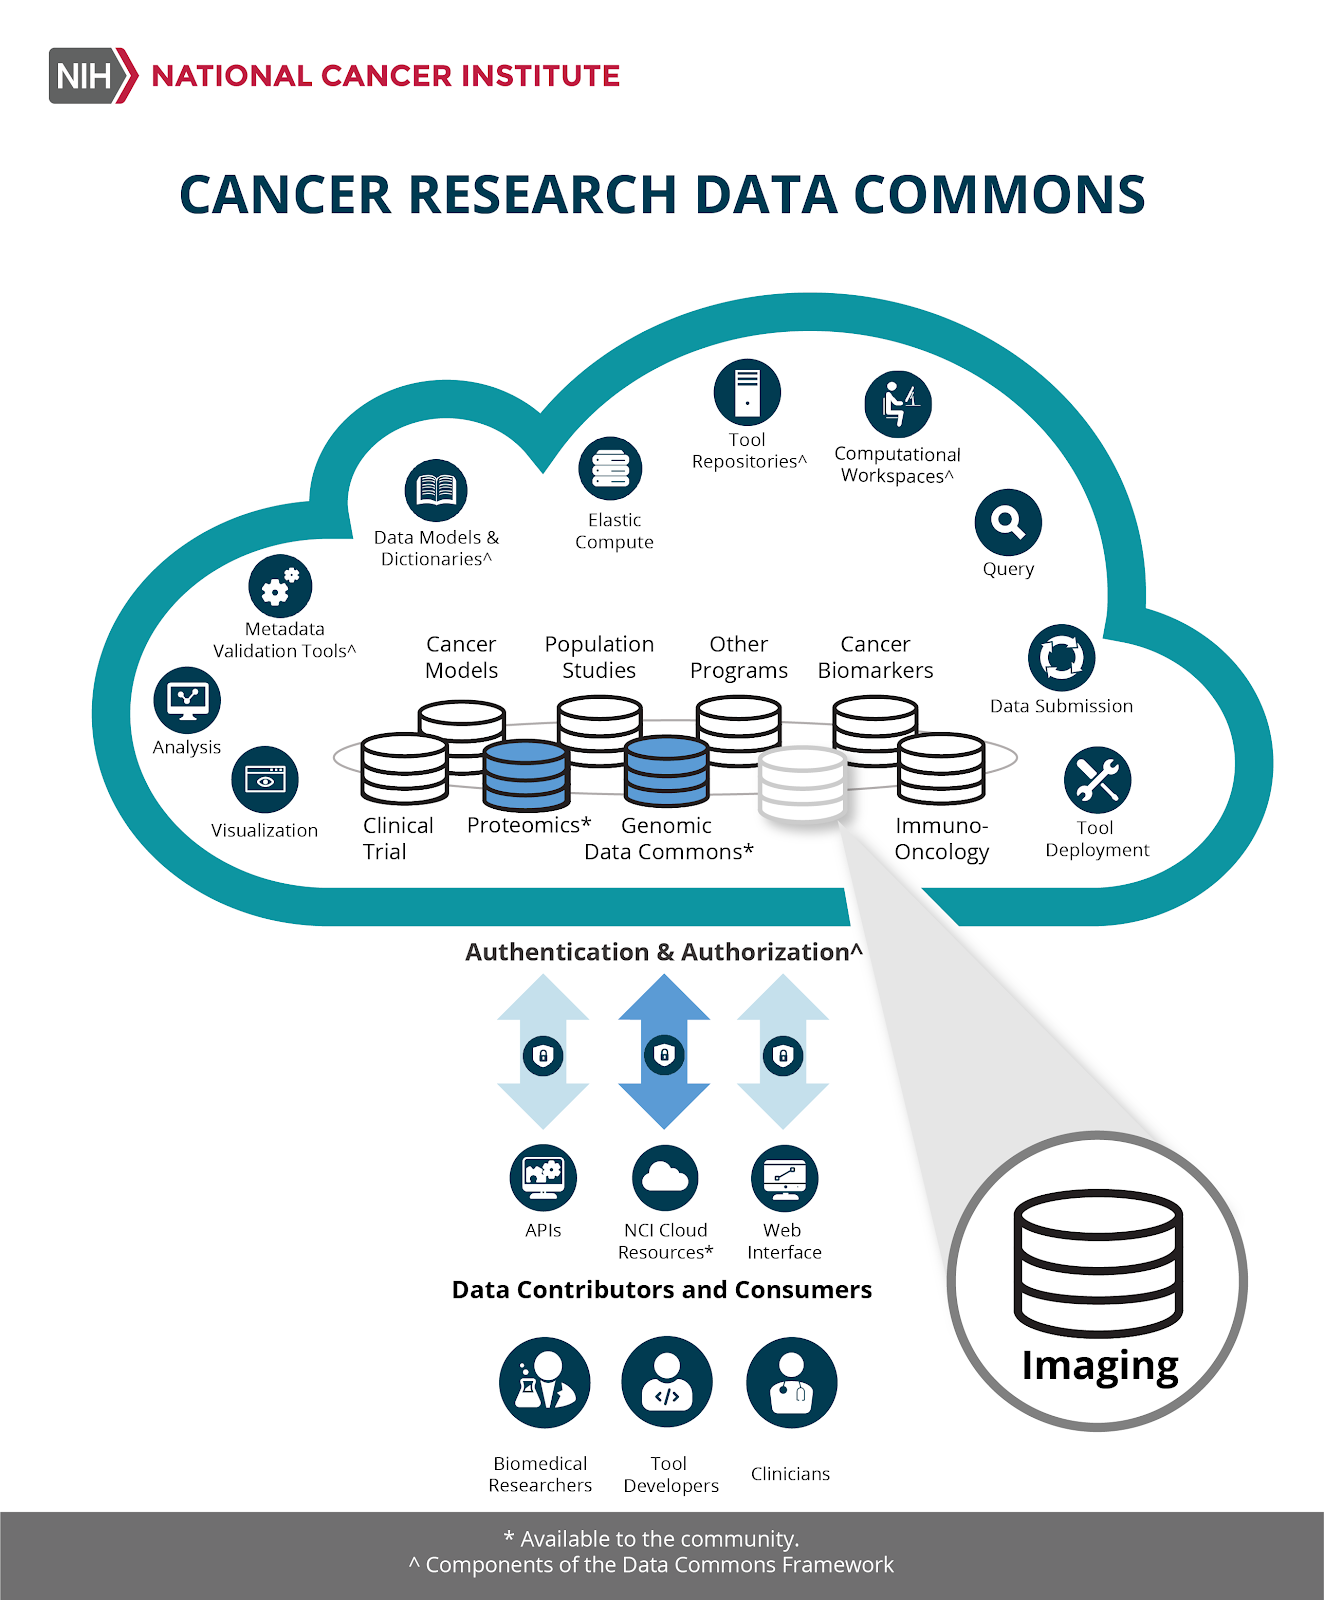 NIH NATIONAL CANCER INSTITUTE
CANCER RESEARCH DATA COMMONS
Tool
Repositories^
Computational
Workspaces^
Elastic
Compute
Data Models &
Dictionaries^
Query
Metadata
Validation Tools^
Data Submission
Analysis
Visualization
Tool
Deployment
Cancer
Models
Population
Studies
Other
Programs
Cancer
Biomarkers
Clinical
Trial
Proteomics*
Genomic
Data Commons*
Immuno-
Oncology
Authentication & Authorization^
APIs
NCI Cloud
Resources*
Web
Interface
Imaging
Data Contributors and Consumers
</>
Biomedical
Researchers
Tool
Developers
Clinicians
* Available to the community.
^ Components of the Data Commons Framework